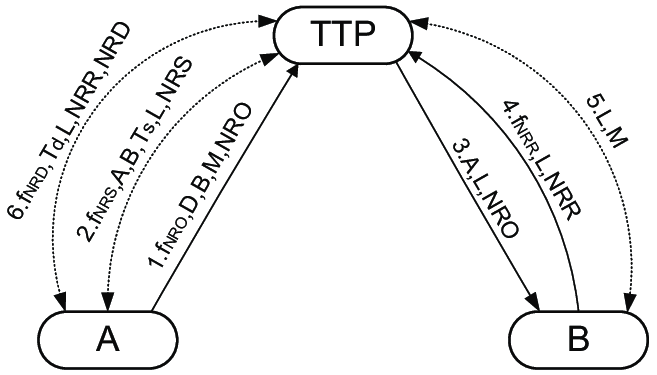 TTP
6.fNRD,Td,L,NRR,NRD
2.fNRS,A,B,Ts,L,NRS
1.fNRO,D,B,M,NRO
3.A,L,NRO
4.fNRR,L,NRR
5.L,M
A
B